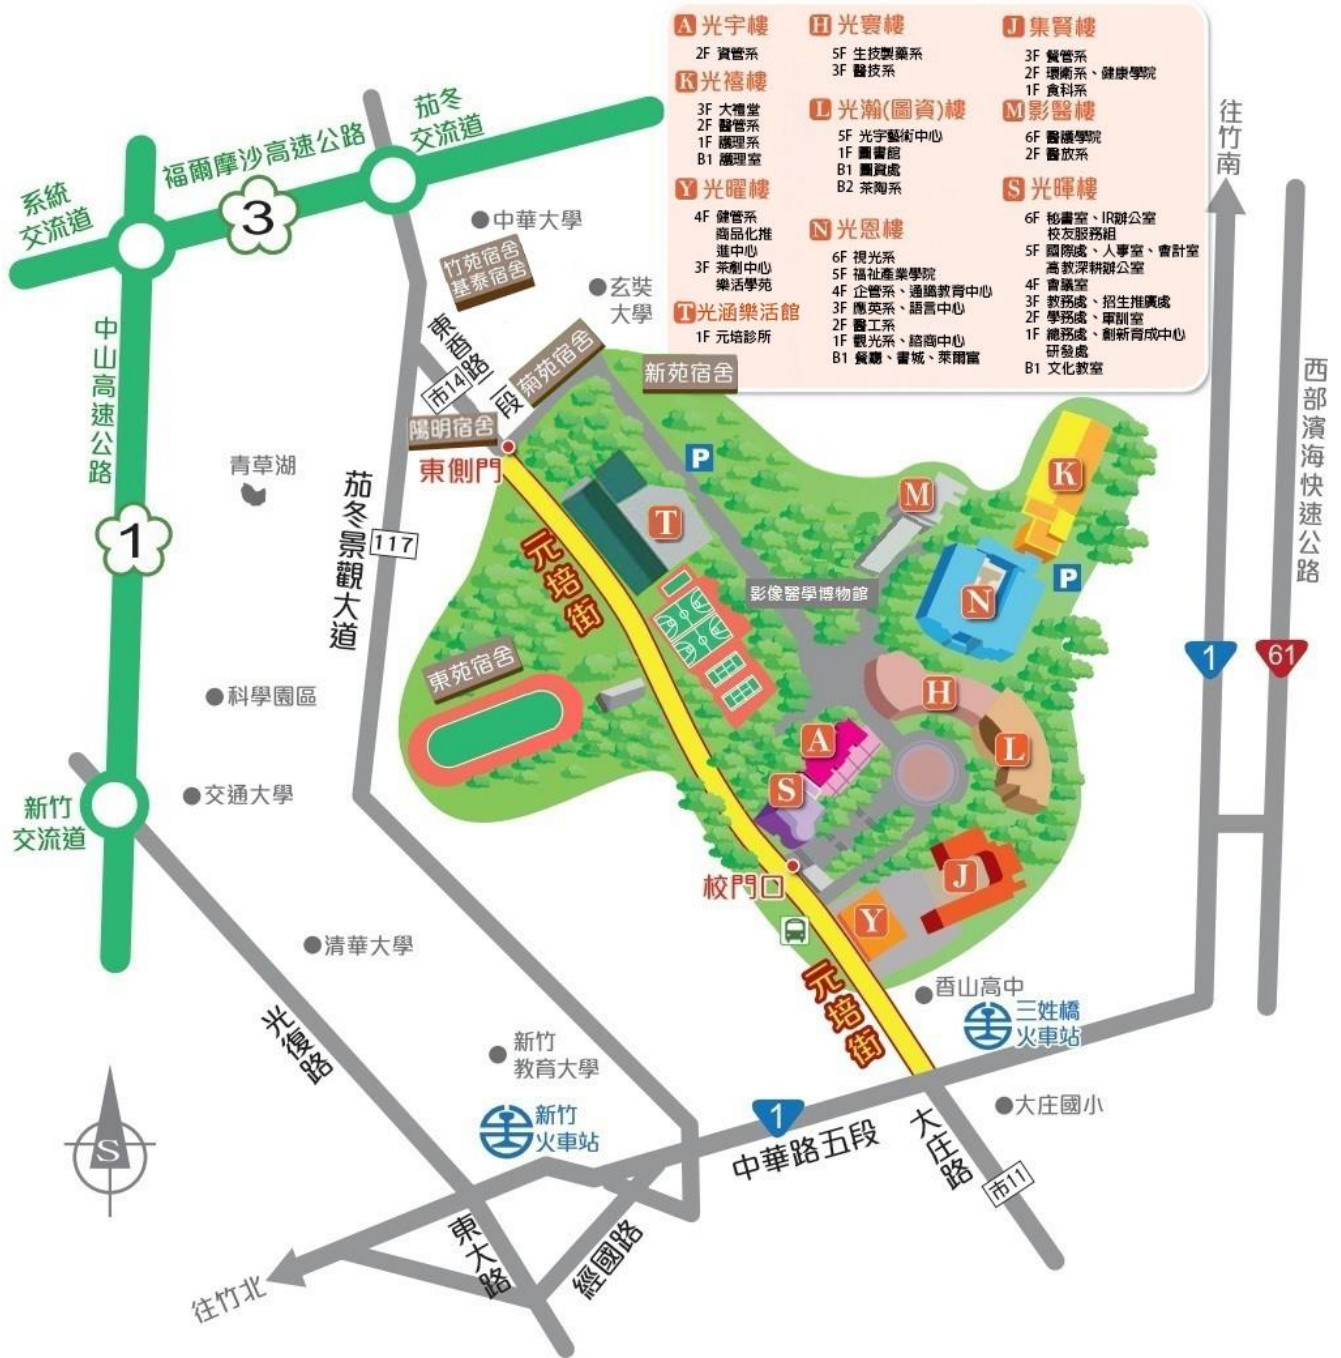 A 光宇樓
2F 資管系
K 光禧樓
3F 大禮堂
2F 醫管系
1F 護理系
B1 護理室
Y 光曜樓
4F 健管系
商品化推
進中心
3F 茶創中心
樂活學苑
T 光涵樂活館
1F 元培診所
H 光寰樓
5F 生技製藥系
3F 醫技系
L 光瀚(圖資)樓
5F 光宇藝術中心
1F 圖書館
B1 圖資處
B2 茶陶系
N 光恩樓
6F 視光系
5F 福祉產業學院
4F 企管系、通識教育中心
3F 應英系、語言中心
2F 醫工系
1F 觀光系、諮商中心
B1 餐廳、書城、萊爾富
J 集賢樓
3F 餐管系
2F 環衛系、健康學院
1F 食科系
M 影醫樓
6F 醫護學院
2F 醫放系
S 光暉樓
6F 秘書室、IR辦公室
校友服務組
5F 國際處、人事室、會計室
高教深耕辦公室
4F 會議室
3F 教務處、招生推廣處
2F 學務處、軍訓室
1F 總務處、創新育成中心
研發處
B1 文化教室
茄冬
交流道
福爾摩沙高速公路
系統
交流道
3
中華大學
竹苑宿舍
基泰宿舍
玄奘
大學
往竹南
東香路二段
市14
菊苑宿舍
新苑宿舍
陽明宿舍
東側門
中山高速公路
1
青草湖
茄冬景觀大道
117
西部濱海快速公路
P
T
M
K
元培街
影像醫學博物館
N
P
東苑宿舍
科學園區
H
1
61
A
L
S
交通大學
新竹
交流道
校門口
J
Y
清華大學
元培街
香山高中
三姓橋
火車站
光復路
新竹
教育大學
新竹
火車站
1
中華路五段
大庄路
大庄國小
市11
S
東大路
經國路
往竹北